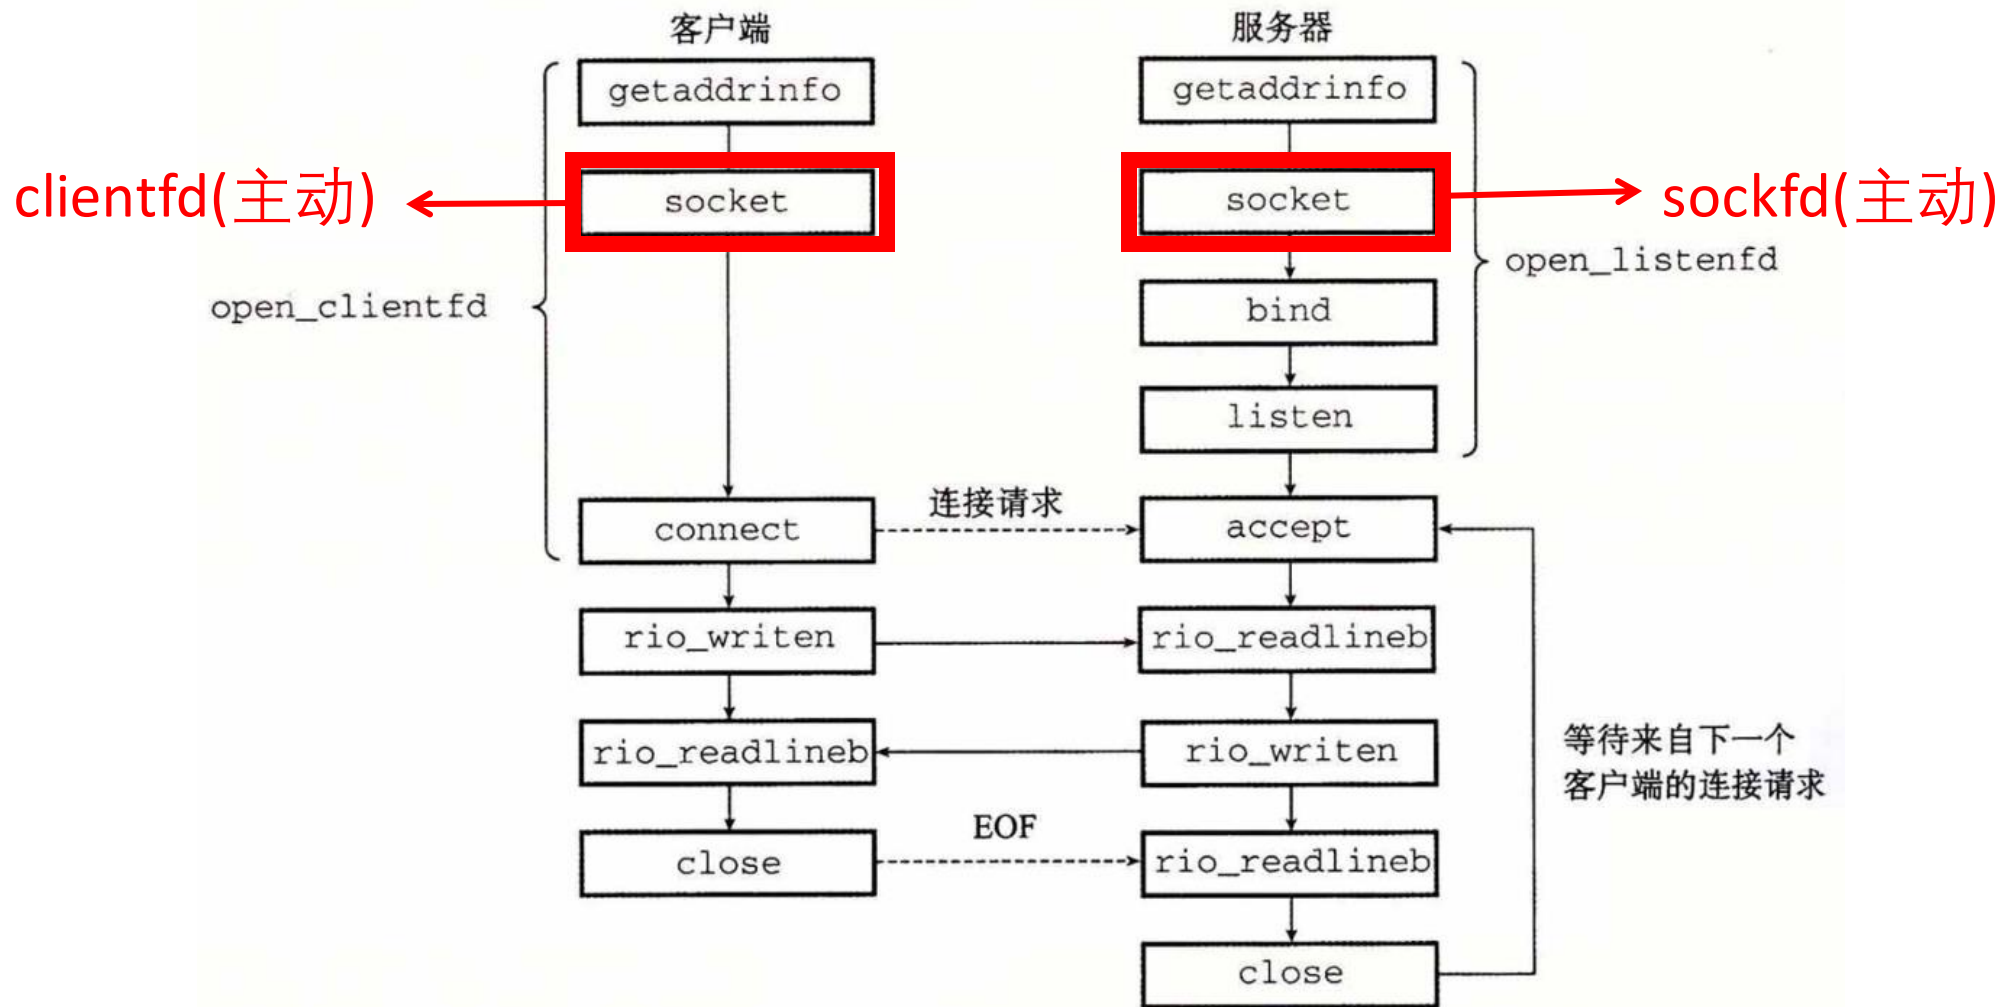 客户端
服务器
getaddrinfo
getaddrinfo
clientfd(主动)
socket
socket
sockfd(主动)
open_clientfd
open_listenfd
bind
listen
connect
连接请求
accept
rio_writen
rio_readlineb
rio_readlineb
rio_writen
等待来自下一个
客户端的连接请求
close
EOF
rio_readlineb
close